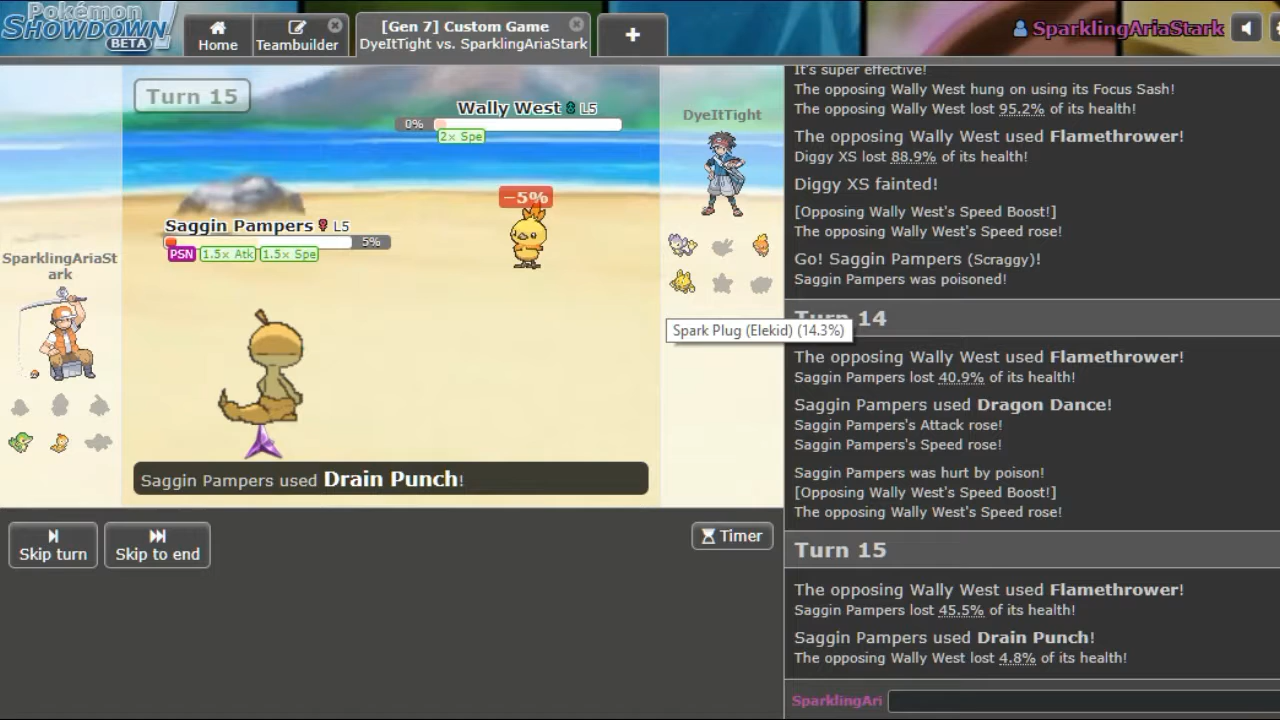 Pokémon
SHOWDOWN!
BETA
Home
Teambuilder
[Gen 7] Custom Game
DyeItTight vs. SparklingAriaStark
+
SparklingAriaStark
Turn 15
Wally West L5
0%
2× Spe
−5%
Saggin Pampers L5
5%
PSN 1.5× Atk 1.5× Spe
SparklingAriaSt
ark
DyeItTight
Spark Plug (Elekid) (14.3%)
Saggin Pampers used Drain Punch!
Skip turn
Skip to end
Timer
It's super effective!
The opposing Wally West hung on using its Focus Sash!
The opposing Wally West lost 95.2% of its health!
The opposing Wally West used Flamethrower!
Diggy XS lost 88.9% of its health!
Diggy XS fainted!
[Opposing Wally West's Speed Boost!]
The opposing Wally West's Speed rose!
Go! Saggin Pampers (Scraggy)!
Saggin Pampers was poisoned!
Turn 14
The opposing Wally West used Flamethrower!
Saggin Pampers lost 40.9% of its health!
Saggin Pampers used Dragon Dance!
Saggin Pampers's Attack rose!
Saggin Pampers's Speed rose!
Saggin Pampers was hurt by poison!
[Opposing Wally West's Speed Boost!]
The opposing Wally West's Speed rose!
Turn 15
The opposing Wally West used Flamethrower!
Saggin Pampers lost 45.5% of its health!
Saggin Pampers used Drain Punch!
The opposing Wally West lost 4.8% of its health!
SparklingAri